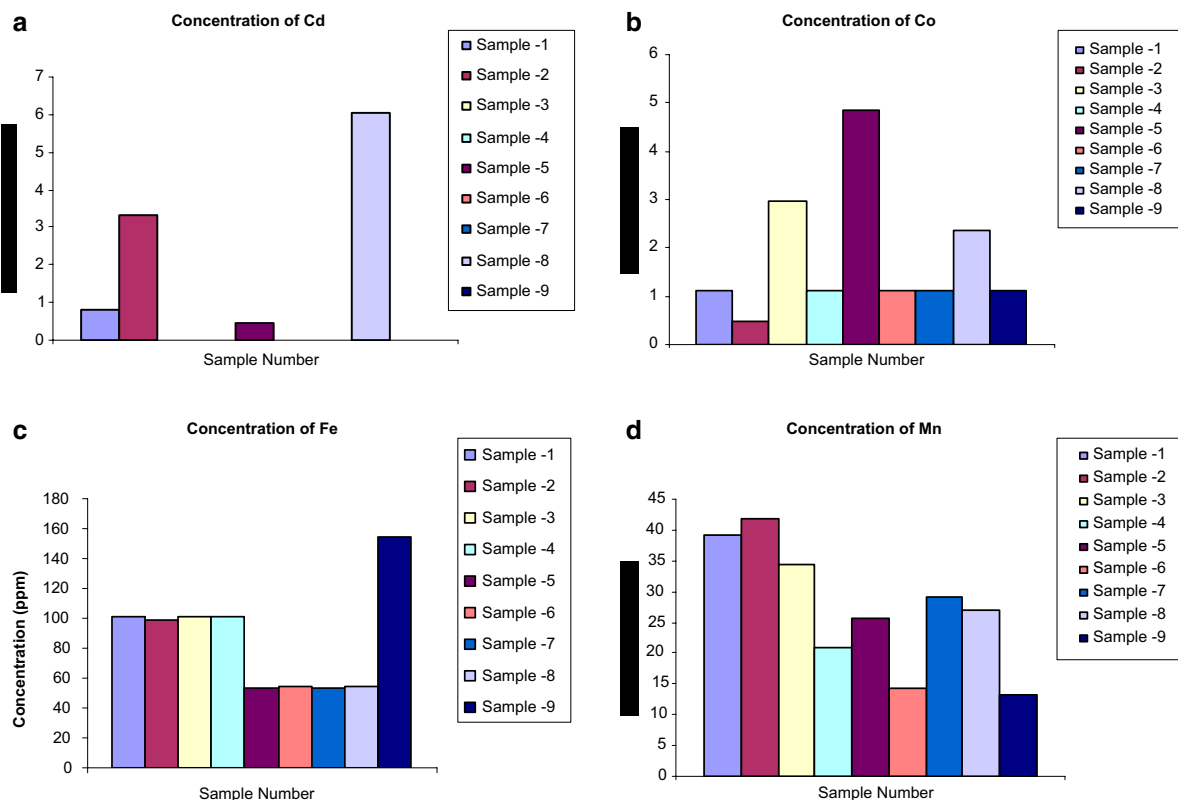 a
Concentration of Cd
7
6
5
4
3
2
1
0
Sample Number
Sample -1
Sample -2
Sample -3
Sample -4
Sample -5
Sample -6
Sample -7
Sample -8
Sample -9
b
Concentration of Co
6
5
4
3
2
1
0
Sample Number
Sample -1
Sample -2
Sample -3
Sample -4
Sample -5
Sample -6
Sample -7
Sample -8
Sample -9
c
Concentration of Fe
Concentration (ppm)
180
160
140
120
100
80
60
40
20
0
Sample Number
Sample -1
Sample -2
Sample -3
Sample -4
Sample -5
Sample -6
Sample -7
Sample -8
Sample -9
d
Concentration of Mn
45
40
35
30
25
20
15
10
5
0
Sample Number
Sample -1
Sample -2
Sample -3
Sample -4
Sample -5
Sample -6
Sample -7
Sample -8
Sample -9